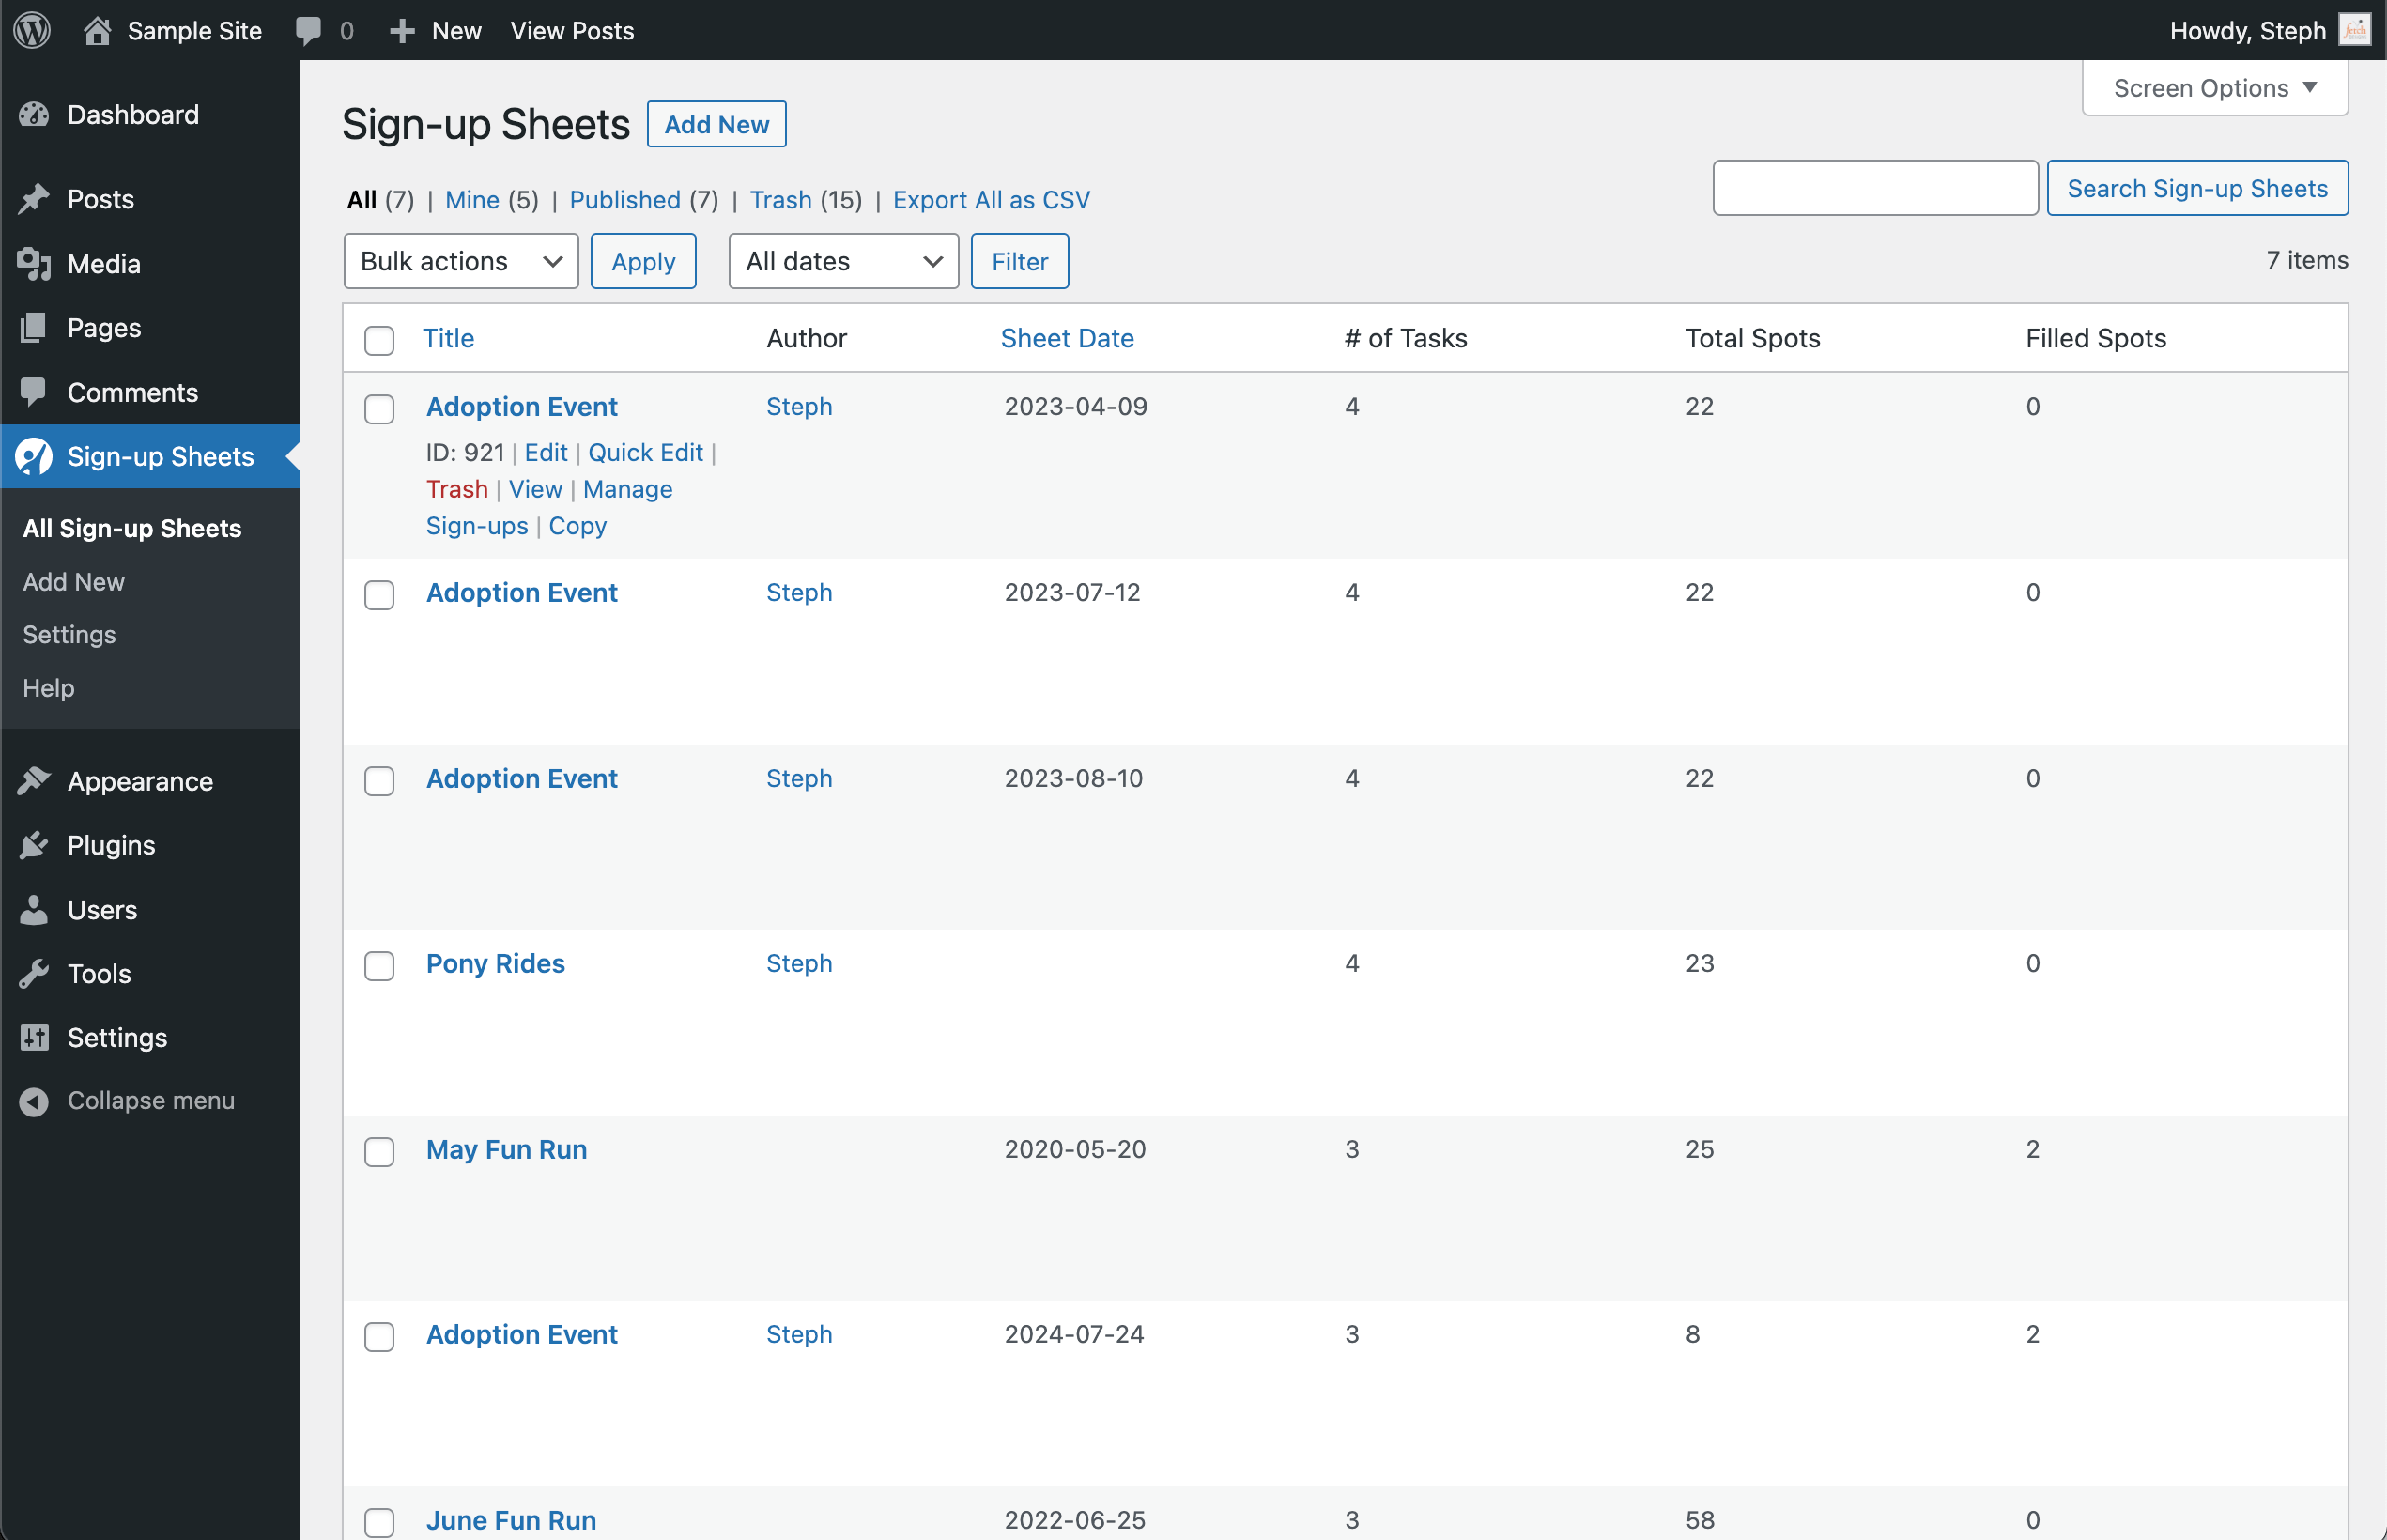 Sample Site 0 New View Posts Howdy, Steph
Screen Options ▼
Dashboard
Posts
Media
Pages
Comments
Sign-up Sheets
All Sign-up Sheets
Add New
Settings
Help
Appearance
Plugins
Users
Tools
Settings
Collapse menu
Sign-up Sheets Add New
All (7) | Mine (5) | Published (7) | Trash (15) | Export All as CSV
Search Sign-up Sheets
Bulk actions Apply All dates Filter 7 items
Title Author Sheet Date # of Tasks Total Spots Filled Spots
Adoption Event Steph 2023-04-09 4 22 0
ID: 921 | Edit | Quick Edit |
Trash | View | Manage
Sign-ups | Copy
Adoption Event Steph 2023-07-12 4 22 0
Adoption Event Steph 2023-08-10 4 22 0
Pony Rides Steph 4 23 0
May Fun Run 2020-05-20 3 25 2
Adoption Event Steph 2024-07-24 3 8 2
June Fun Run 2022-06-25 3 58 0